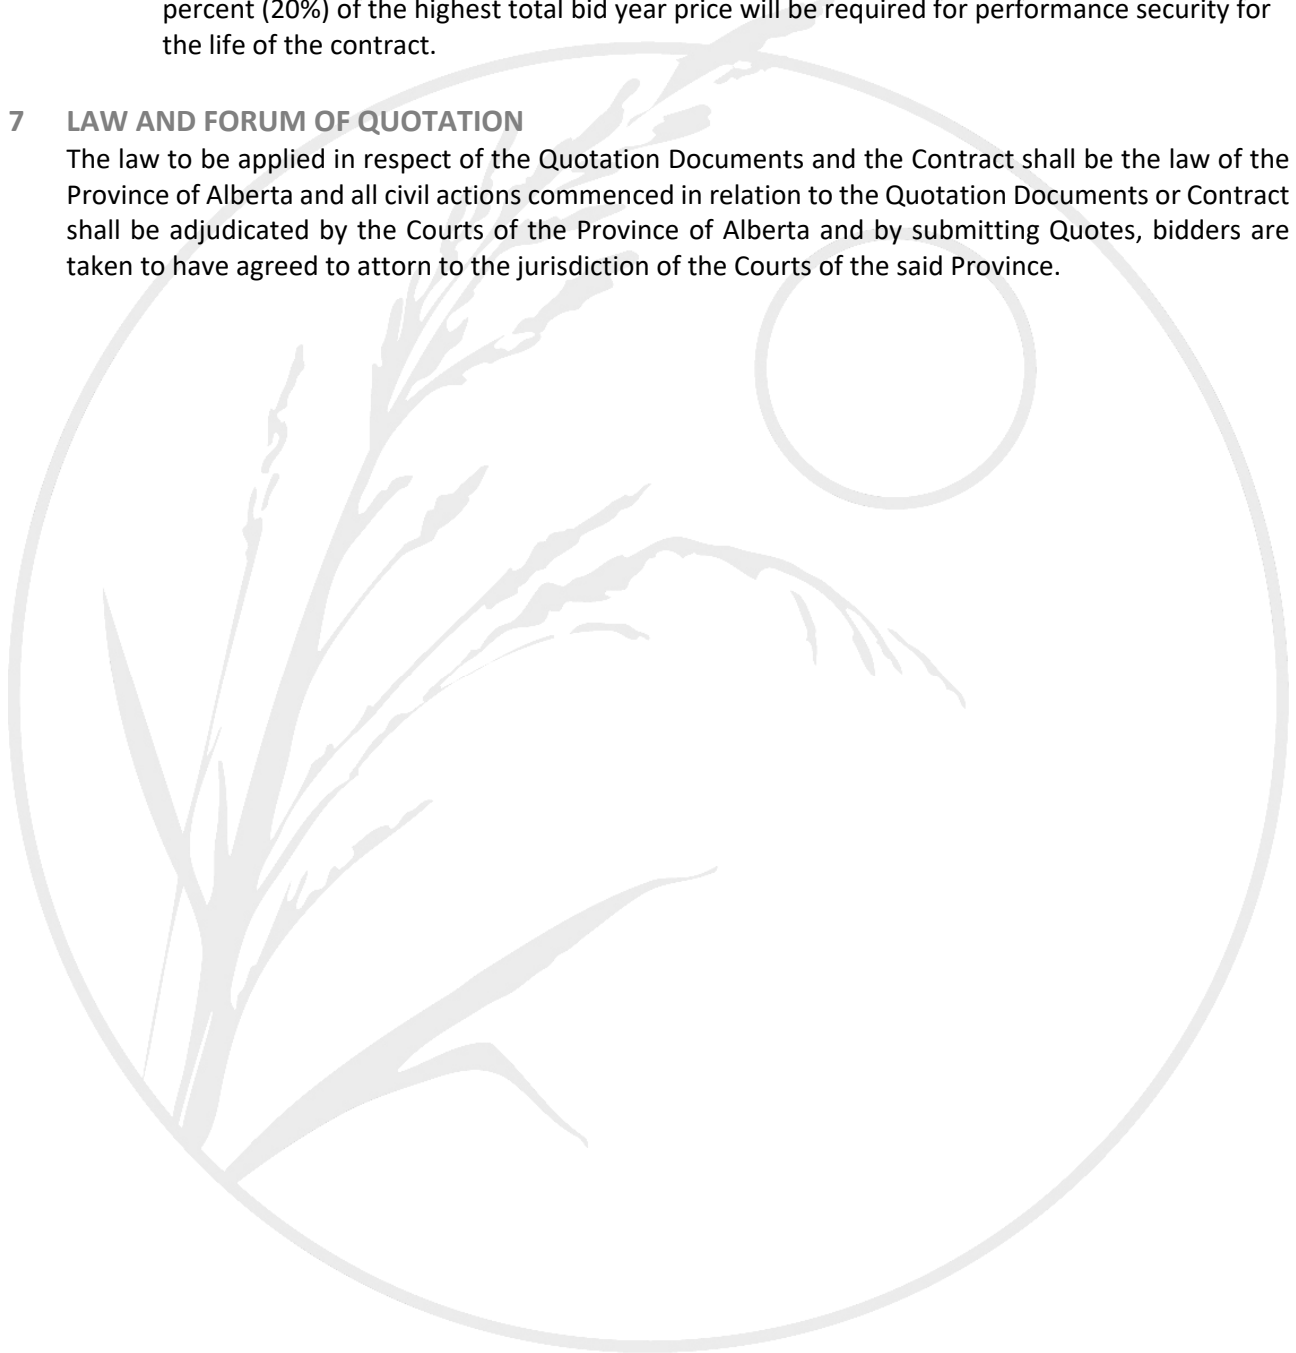 percent (20%) of the highest total bid year price will be required for performance security for
the life of the contract.
7 LAW AND FORUM OF QUOTATION
The law to be applied in respect of the Quotation Documents and the Contract shall be the law of the
Province of Alberta and all civil actions commenced in relation to the Quotation Documents or Contract
shall be adjudicated by the Courts of the Province of Alberta and by submitting Quotes, bidders are
taken to have agreed to attorn to the jurisdiction of the Courts of the said Province.